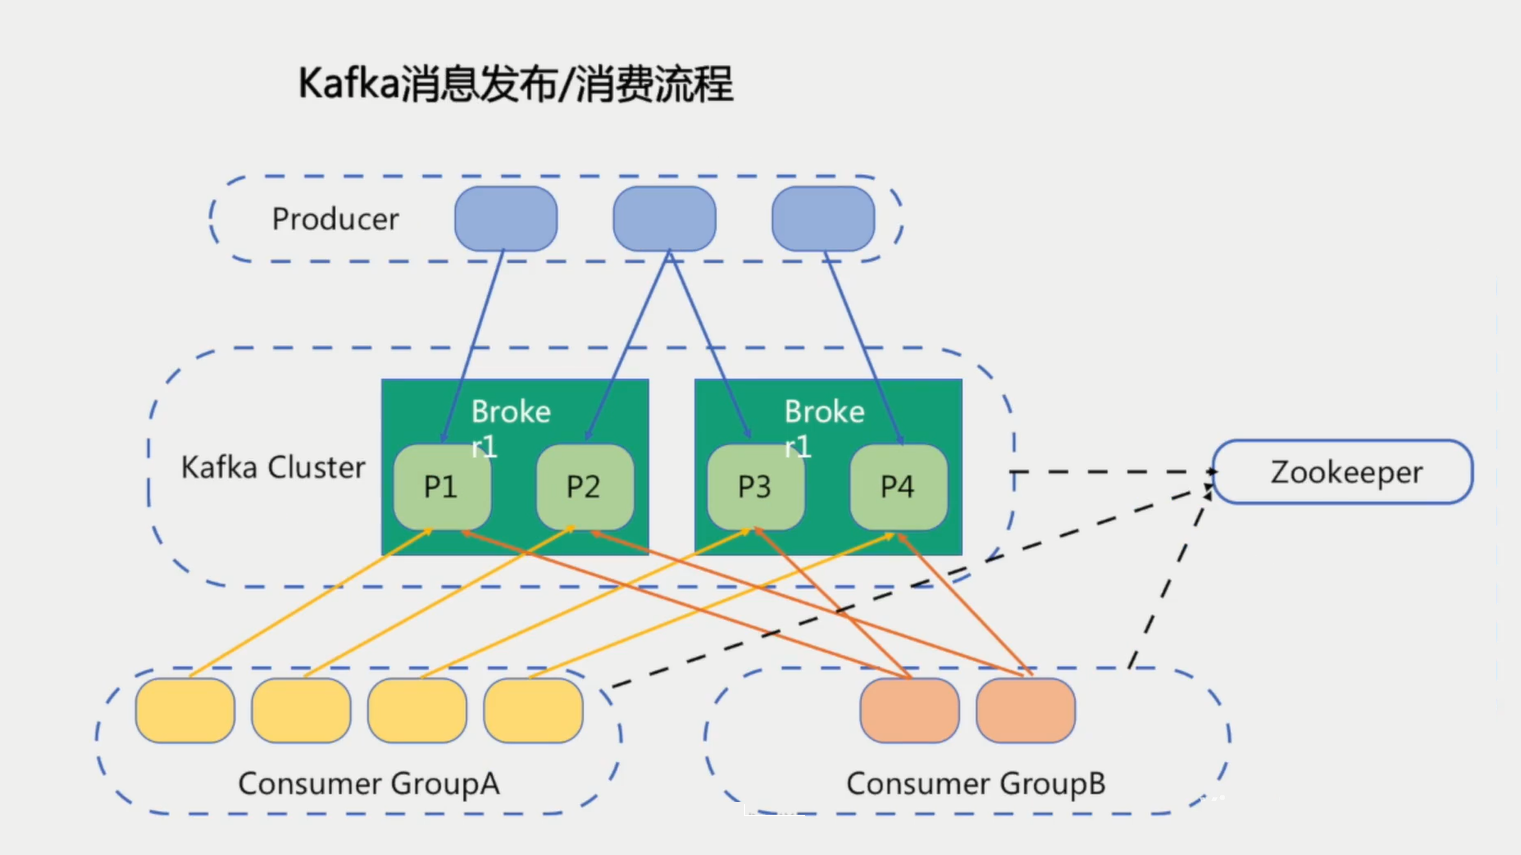 Kafka消息发布/消费流程
Producer
Broke
r1
Broke
r1
Kafka Cluster
P1
P2
P3
P4
Zookeeper
Consumer GroupA
Consumer GroupB